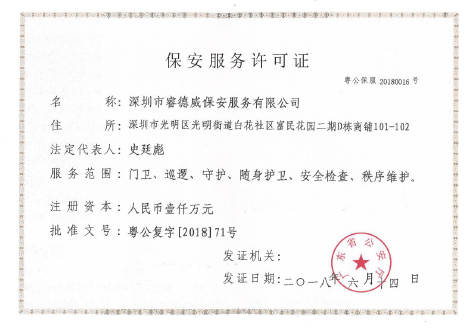 保安服务许可证
粤公保服 20180016 号
名 称：深圳市睿德威保安服务有限公司
住 所：深圳市光明区光明街道白花社区富民花园二期D栋商铺101-102
法定代表人：史廷彪
服务范围：门卫、巡逻、守护、随身护卫、安全检查、秩序维护。
注册资本：人民币壹仟万元
批准文号：粤公复字[2018]71号
发证机关：
广东省公安厅
发证日期：二〇一八年六月十四日